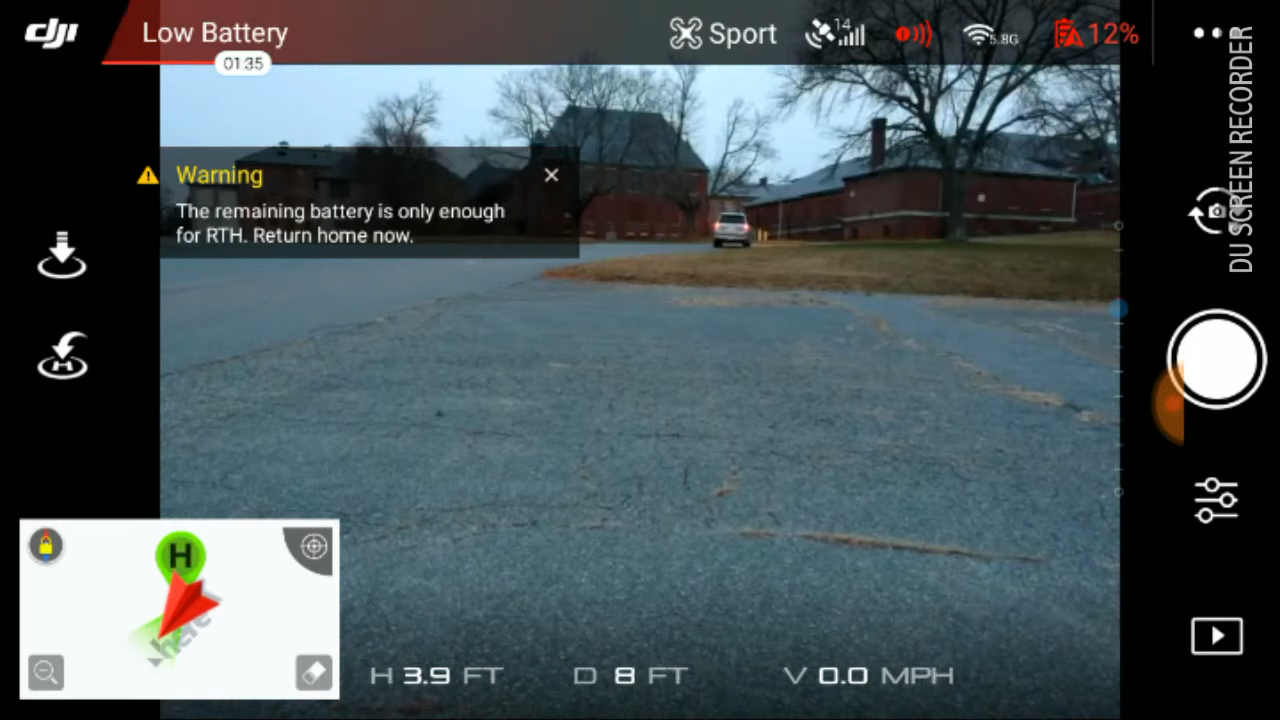 dji
Low Battery
01:35
Sport
14
5.8G
12%
DU SCREEN RECORDER
Warning
The remaining battery is only enough
for RTH. Return home now.
H
H
H 3.9 FT
D 8 FT
V 0.0 MPH